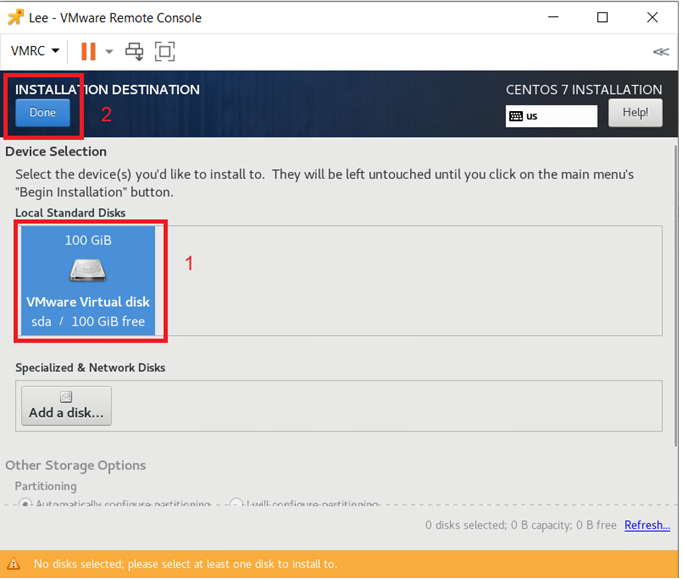 Lee - VMware Remote Console
VMRC
INSTALLATION DESTINATION
CENTOS 7 INSTALLATION
Done
2
us
Help!
Device Selection
Select the device(s) you'd like to install to. They will be left untouched until you click on the main menu's
"Begin Installation" button.
Local Standard Disks
100 GiB
1
VMware Virtual disk
sda / 100 GiB free
Specialized & Network Disks
Add a disk...
Other Storage Options
Partitioning
Automatically configure partitioning. I will configure partitioning.
0 disks selected; 0 B capacity; 0 B free Refresh...
No disks selected; please select at least one disk to install to.